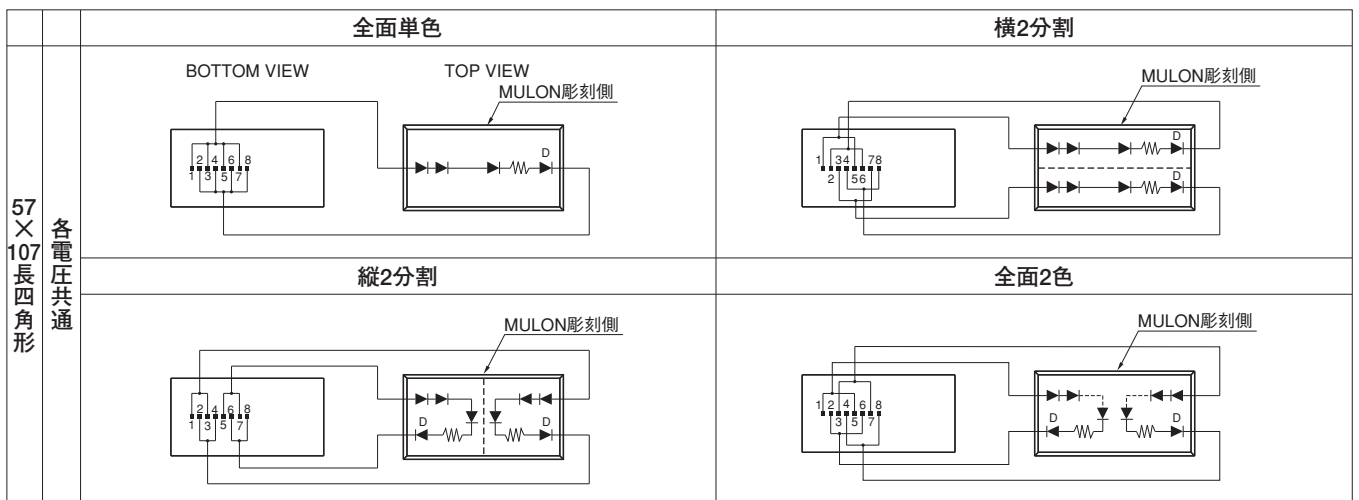 全面単色
横2分割
57×107長四角形
各電圧共通
BOTTOM VIEW
TOP VIEW
MULON彫刻側
2 4 6 8
1 3 5 7
D
MULON彫刻側
1 34 78
2 56
D
D
縦2分割
全面2色
MULON彫刻側
2 4 6 8
1 3 5 7
D
D
MULON彫刻側
1 2 4 6 8
3 5 7
D
D